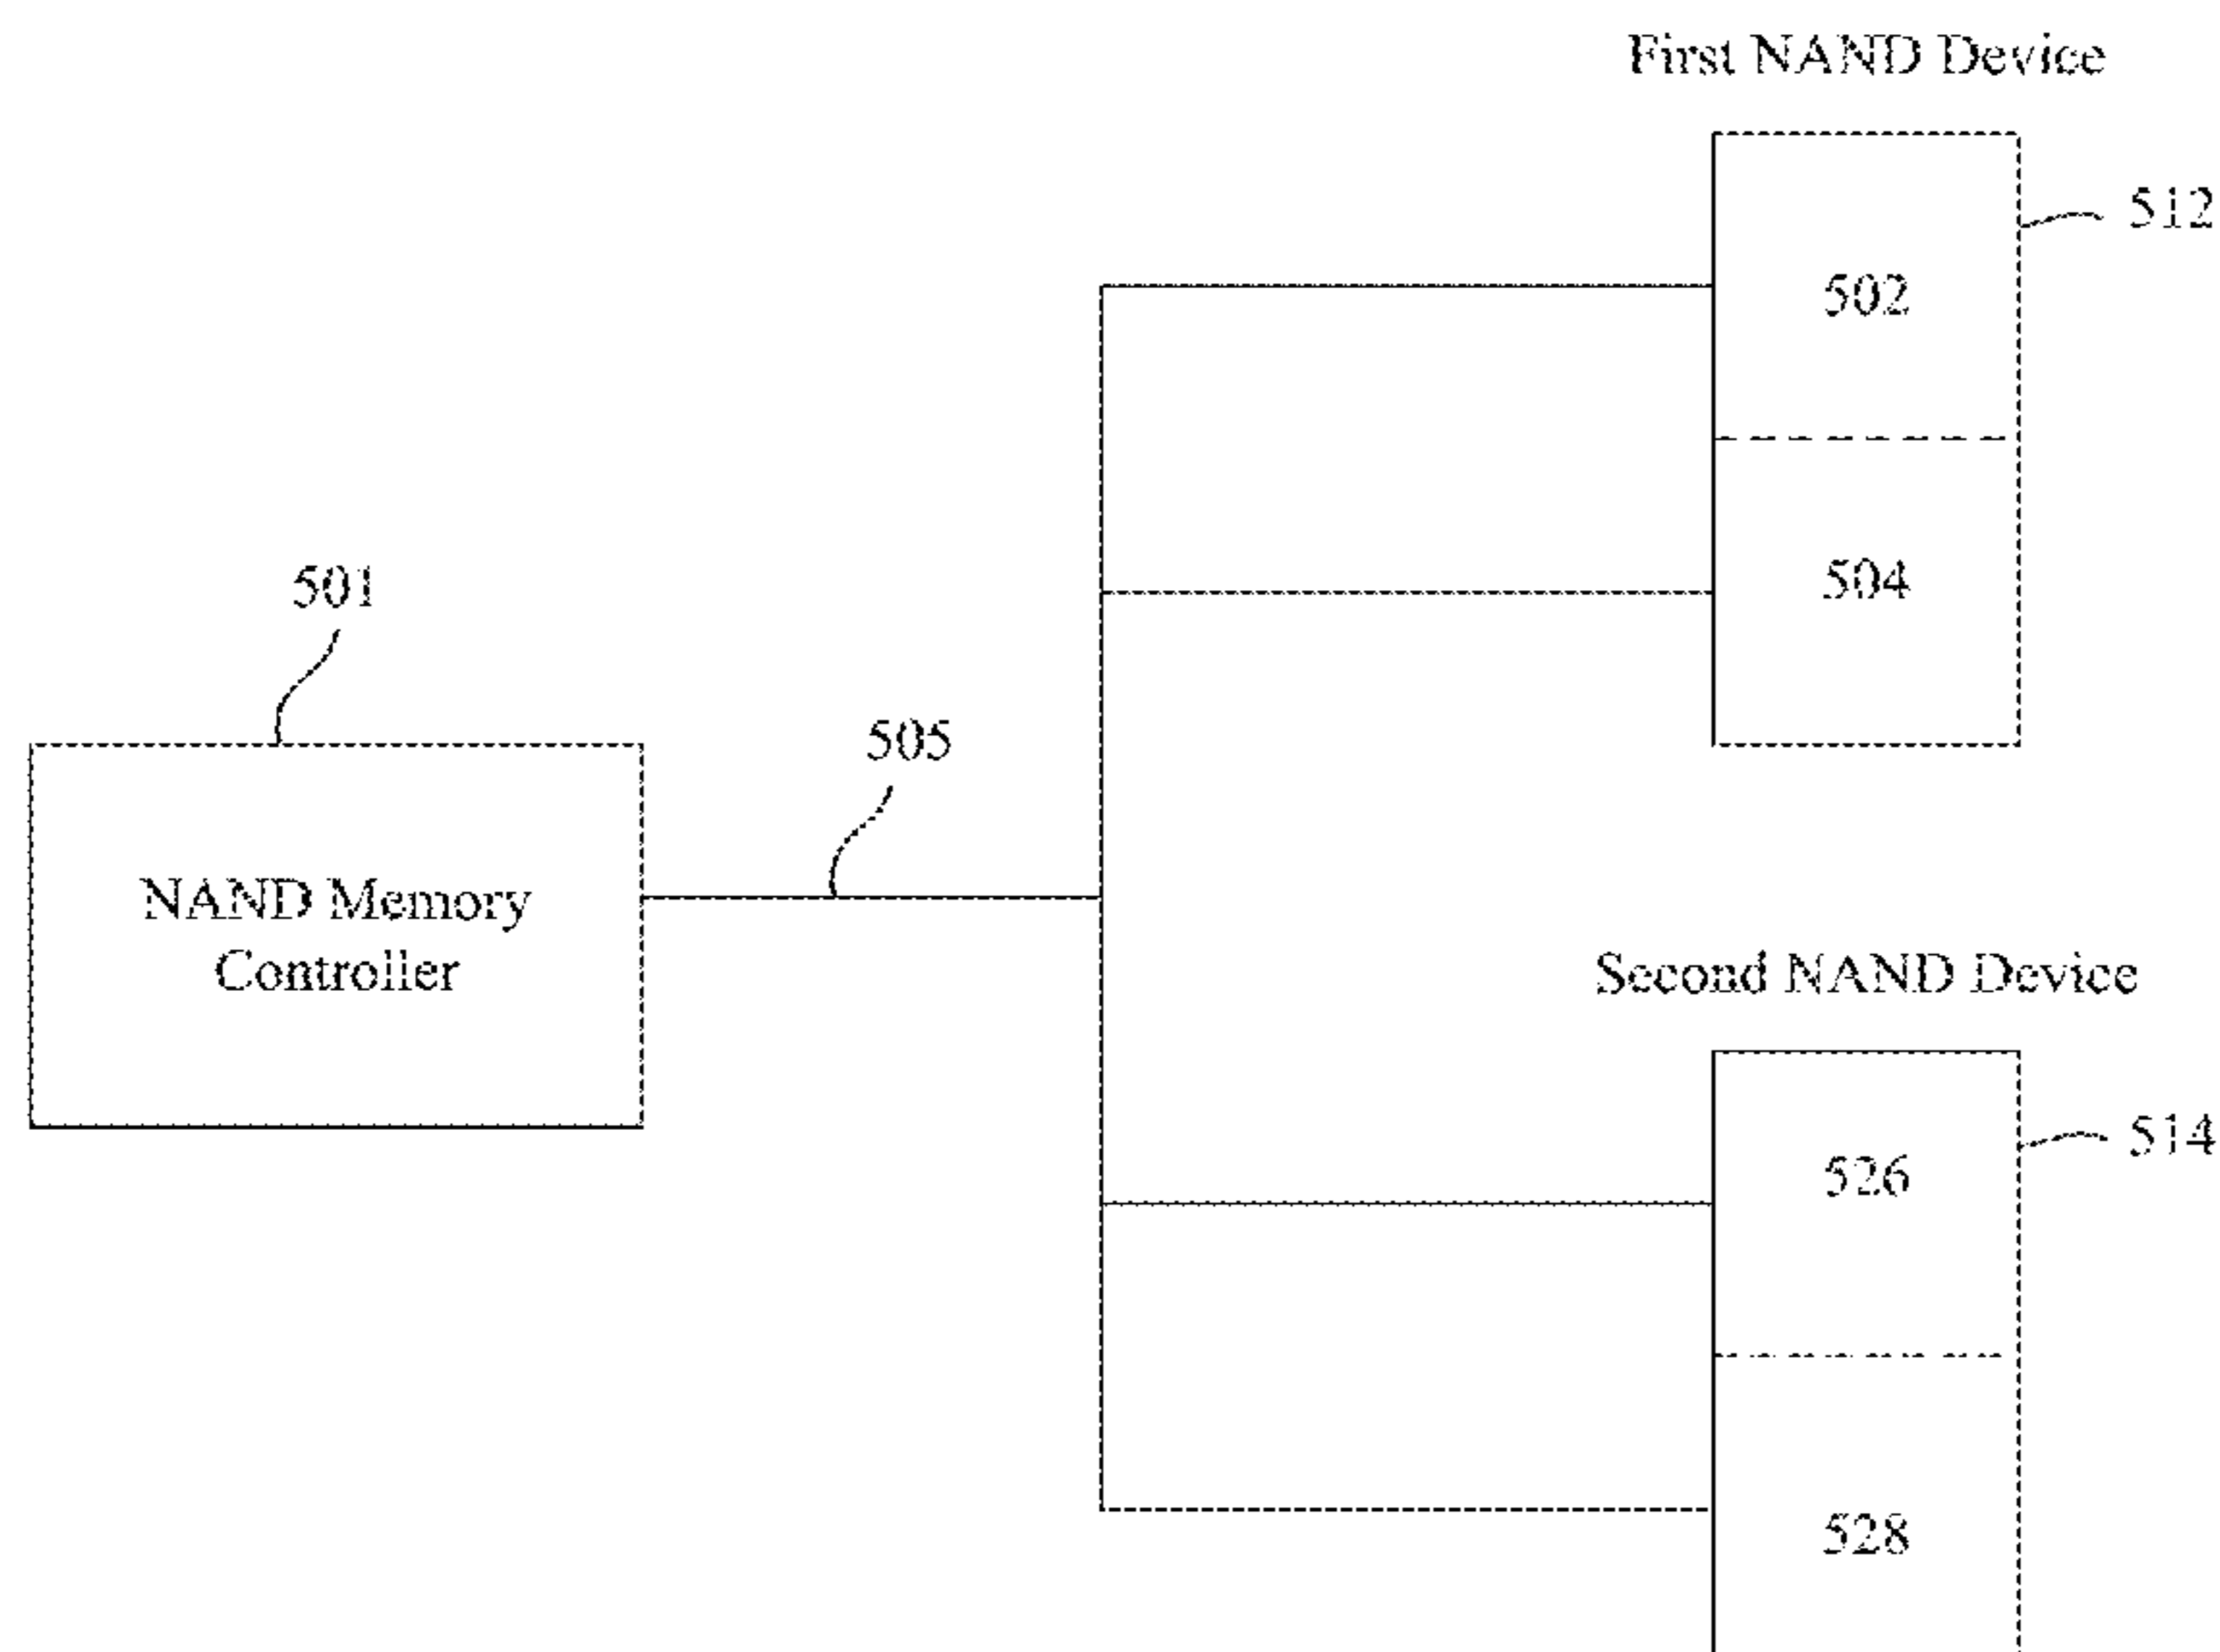 First NAND Device
512
502
504
501
505
NAND Memory
Controller
Second NAND Device
514
526
528